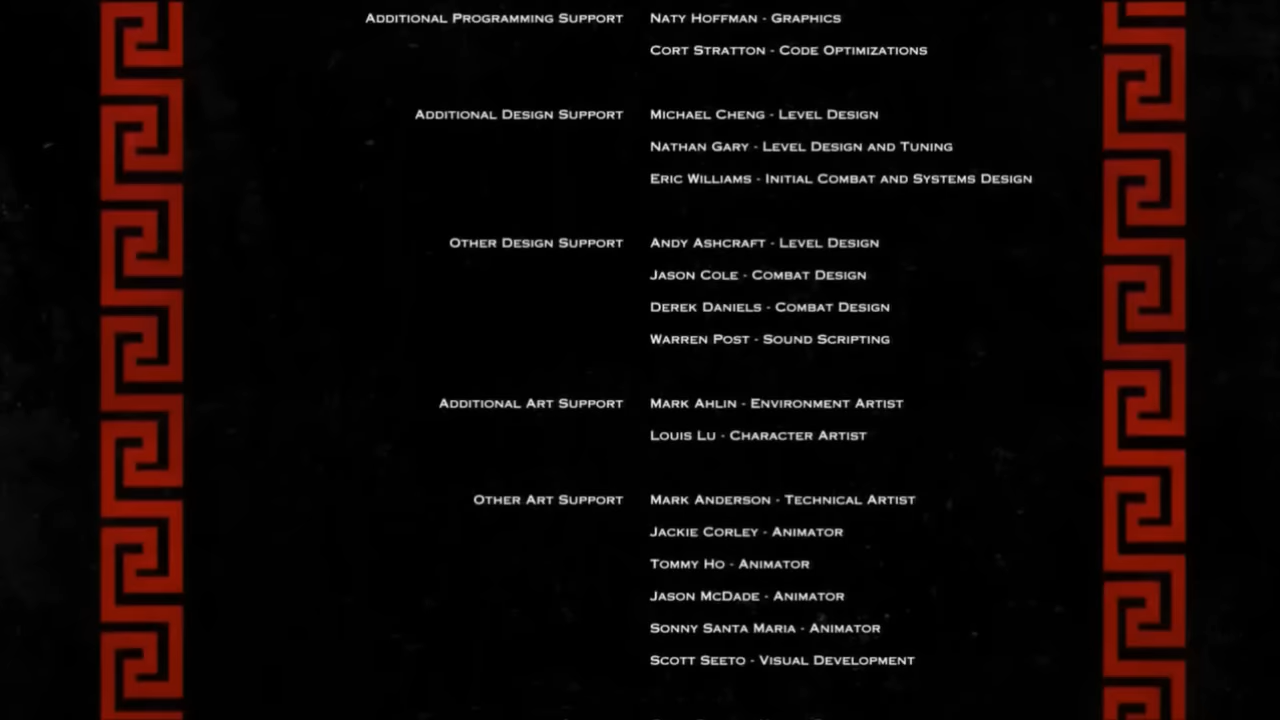 Additional Programming Support Naty Hoffman - Graphics
Cort Stratton - Code Optimizations
Additional Design Support Michael Cheng - Level Design
Nathan Gary - Level Design and Tuning
Eric Williams - Initial Combat and Systems Design
Other Design Support Andy Ashcraft - Level Design
Jason Cole - Combat Design
Derek Daniels - Combat Design
Warren Post - Sound Scripting
Additional Art Support Mark Ahlin - Environment Artist
Louis Lu - Character Artist
Other Art Support Mark Anderson - Technical Artist
Jackie Corley - Animator
Tommy Ho - Animator
Jason McDade - Animator
Sonny Santa Maria - Animator
Scott Seeto - Visual Development